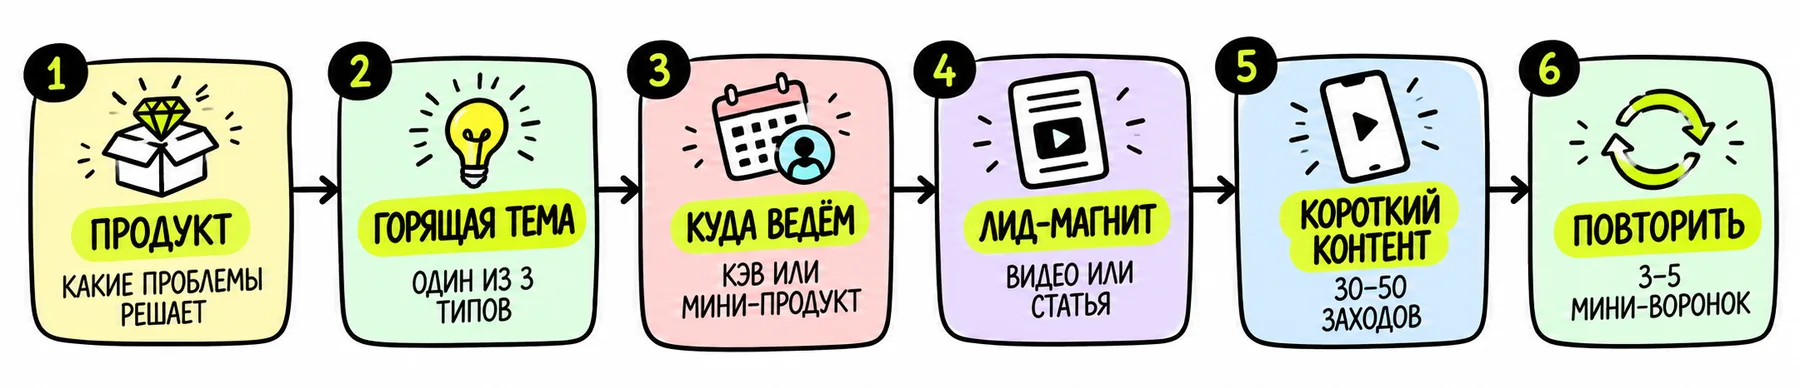 1
ПРОДУКТ
КАКИЕ ПРОБЛЕМЫ
РЕШАЕТ
2
ГОРЯЩАЯ ТЕМА
ОДИН ИЗ 3
ТИПОВ
3
КУДА ВЕДЁМ
КЭВ ИЛИ
МИНИ-ПРОДУКТ
4
ЛИД-МАГНИТ
ВИДЕО ИЛИ
СТАТЬЯ
5
КОРОТКИЙ
КОНТЕНТ
30–50
ЗАХОДОВ
6
ПОВТОРИТЬ
3–5
МИНИ-ВОРОНОК